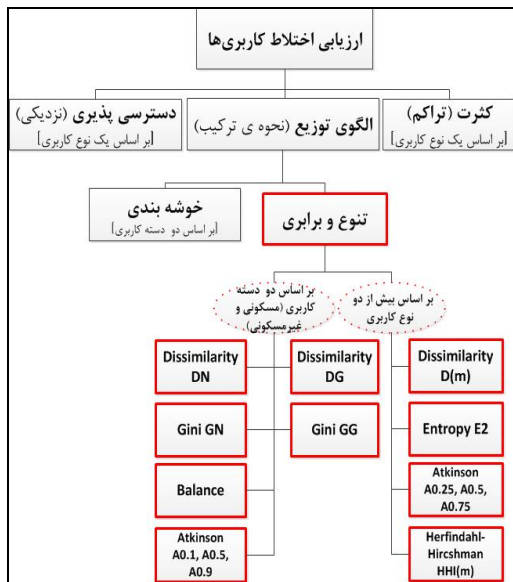 ارزیابی اختلاط کاربری‌ها
کثرت (تراکم)
[بر اساس یک نوع کاربری]
الگوی توزیع (نحوه ی ترکیب)
دسترسی پذیری (نزدیکی)
[بر اساس یک نوع کاربری]
تنوع و برابری
خوشه بندی
[بر اساس دو دسته کاربری]
بر اساس بیش از دو
نوع کاربری
بر اساس دو دسته
کاربری (مسکونی و
غیرمسکونی)
Dissimilarity
DN
Dissimilarity
DG
Dissimilarity
D(m)
Gini GN
Gini GG
Entropy E2
Balance
Atkinson
A0.25, A0.5,
A0.75
Atkinson
A0.1, A0.5,
A0.9
Herfindahl-
Hircshman
HHI(m)